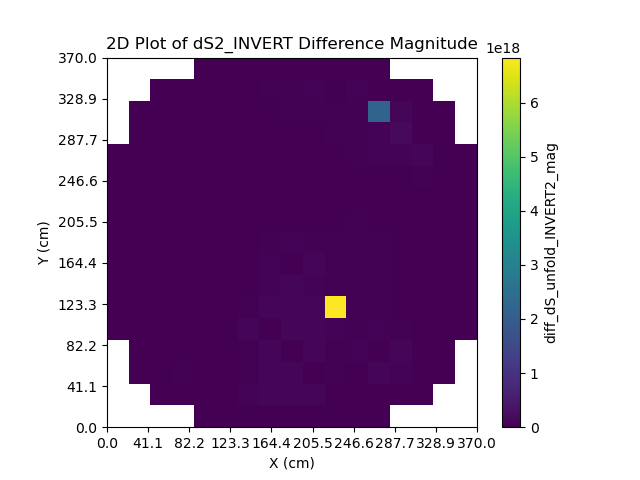 2D Plot of dS2_INVERT Difference Magnitude
1e18
370.0
328.9
287.7
246.6
205.5
164.4
123.3
82.2
41.1
0.0
Y (cm)
0.0 41.1 82.2 123.3 164.4 205.5 246.6 287.7 328.9 370.0
X (cm)
6
5
4
3
2
1
0
diff_dS_unfold_INVERT2_mag